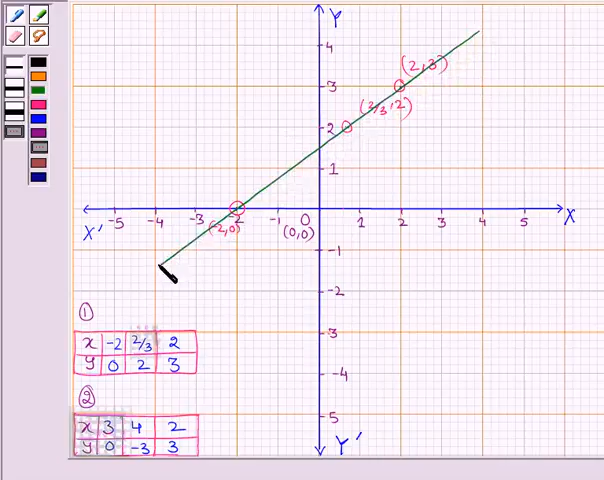 Y
4
(2,3)
3
(2/3,2)
2
1
X' -5 -4 -3 -2 -1 0 1 2 3 4 5 X
(-2,0) (0,0)
-1
-2
①
-3
x -2 2/3 2
y 0 2 3
-4
②
-5
x 3 4 2
y 0 -3 3
Y'